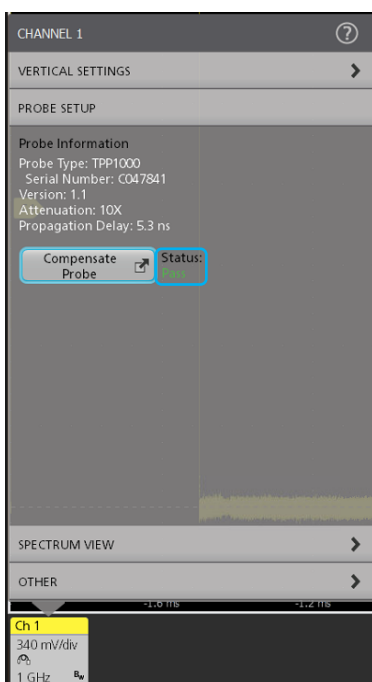 CHANNEL 1
?
VERTICAL SETTINGS
PROBE SETUP
Probe Information
Probe Type: TPP1000
Serial Number: C047841
Version: 1.1
Attenuation: 10X
Propagation Delay: 5.3 ns
Compensate
Probe
Status:
Pass
SPECTRUM VIEW
OTHER
-1.6 ms
-1.2 ms
Ch 1
340 mV/div
1 GHz Bw